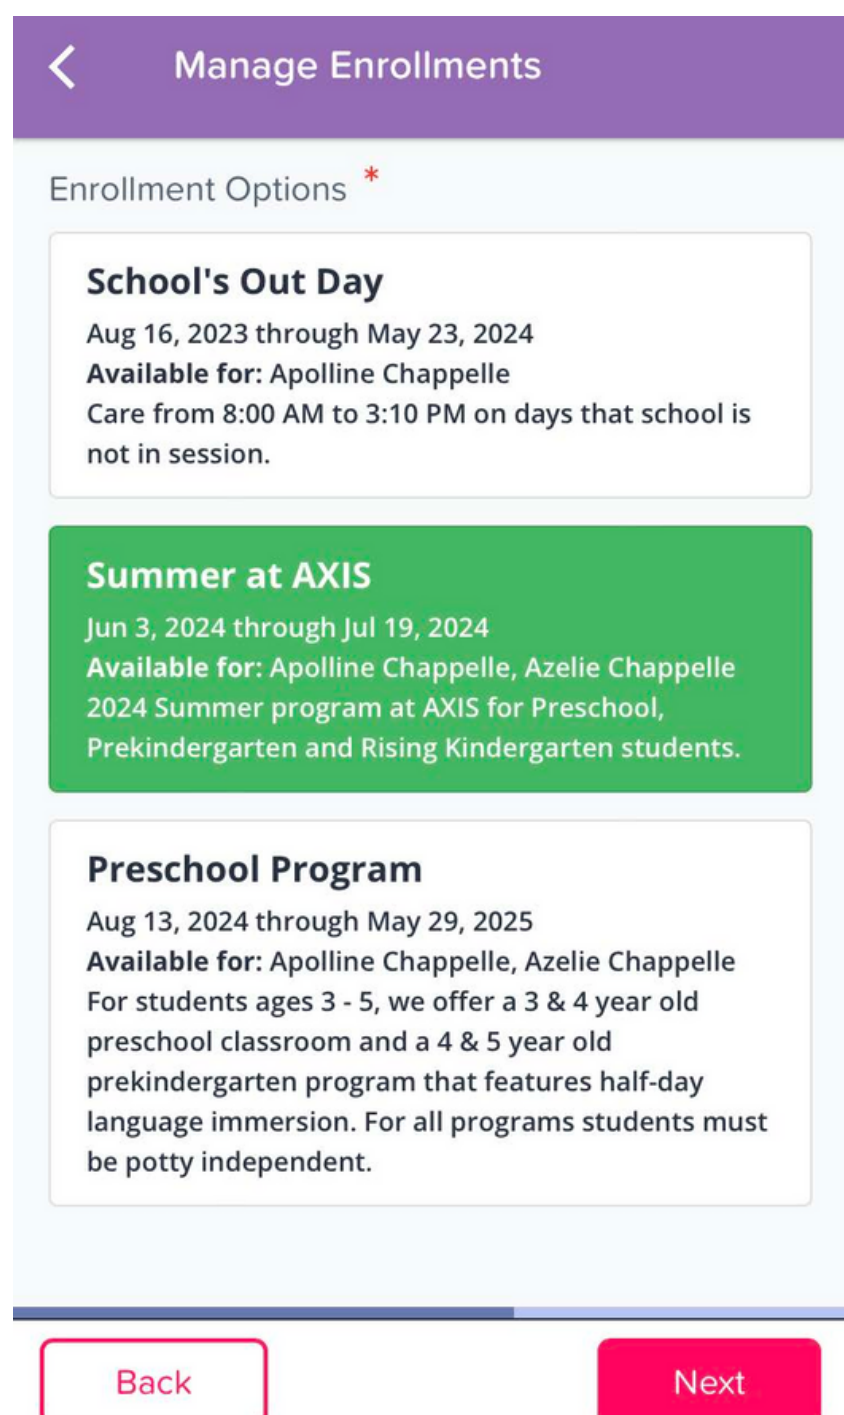 Manage Enrollments
Enrollment Options *
School's Out Day
Aug 16, 2023 through May 23, 2024
Available for: Apolline Chappelle
Care from 8:00 AM to 3:10 PM on days that school is
not in session.
Summer at AXIS
Jun 3, 2024 through Jul 19, 2024
Available for: Apolline Chappelle, Azelie Chappelle
2024 Summer program at AXIS for Preschool,
Prekindergarten and Rising Kindergarten students.
Preschool Program
Aug 13, 2024 through May 29, 2025
Available for: Apolline Chappelle, Azelie Chappelle
For students ages 3 - 5, we offer a 3 & 4 year old
preschool classroom and a 4 & 5 year old
prekindergarten program that features half-day
language immersion. For all programs students must
be potty independent.
Back
Next